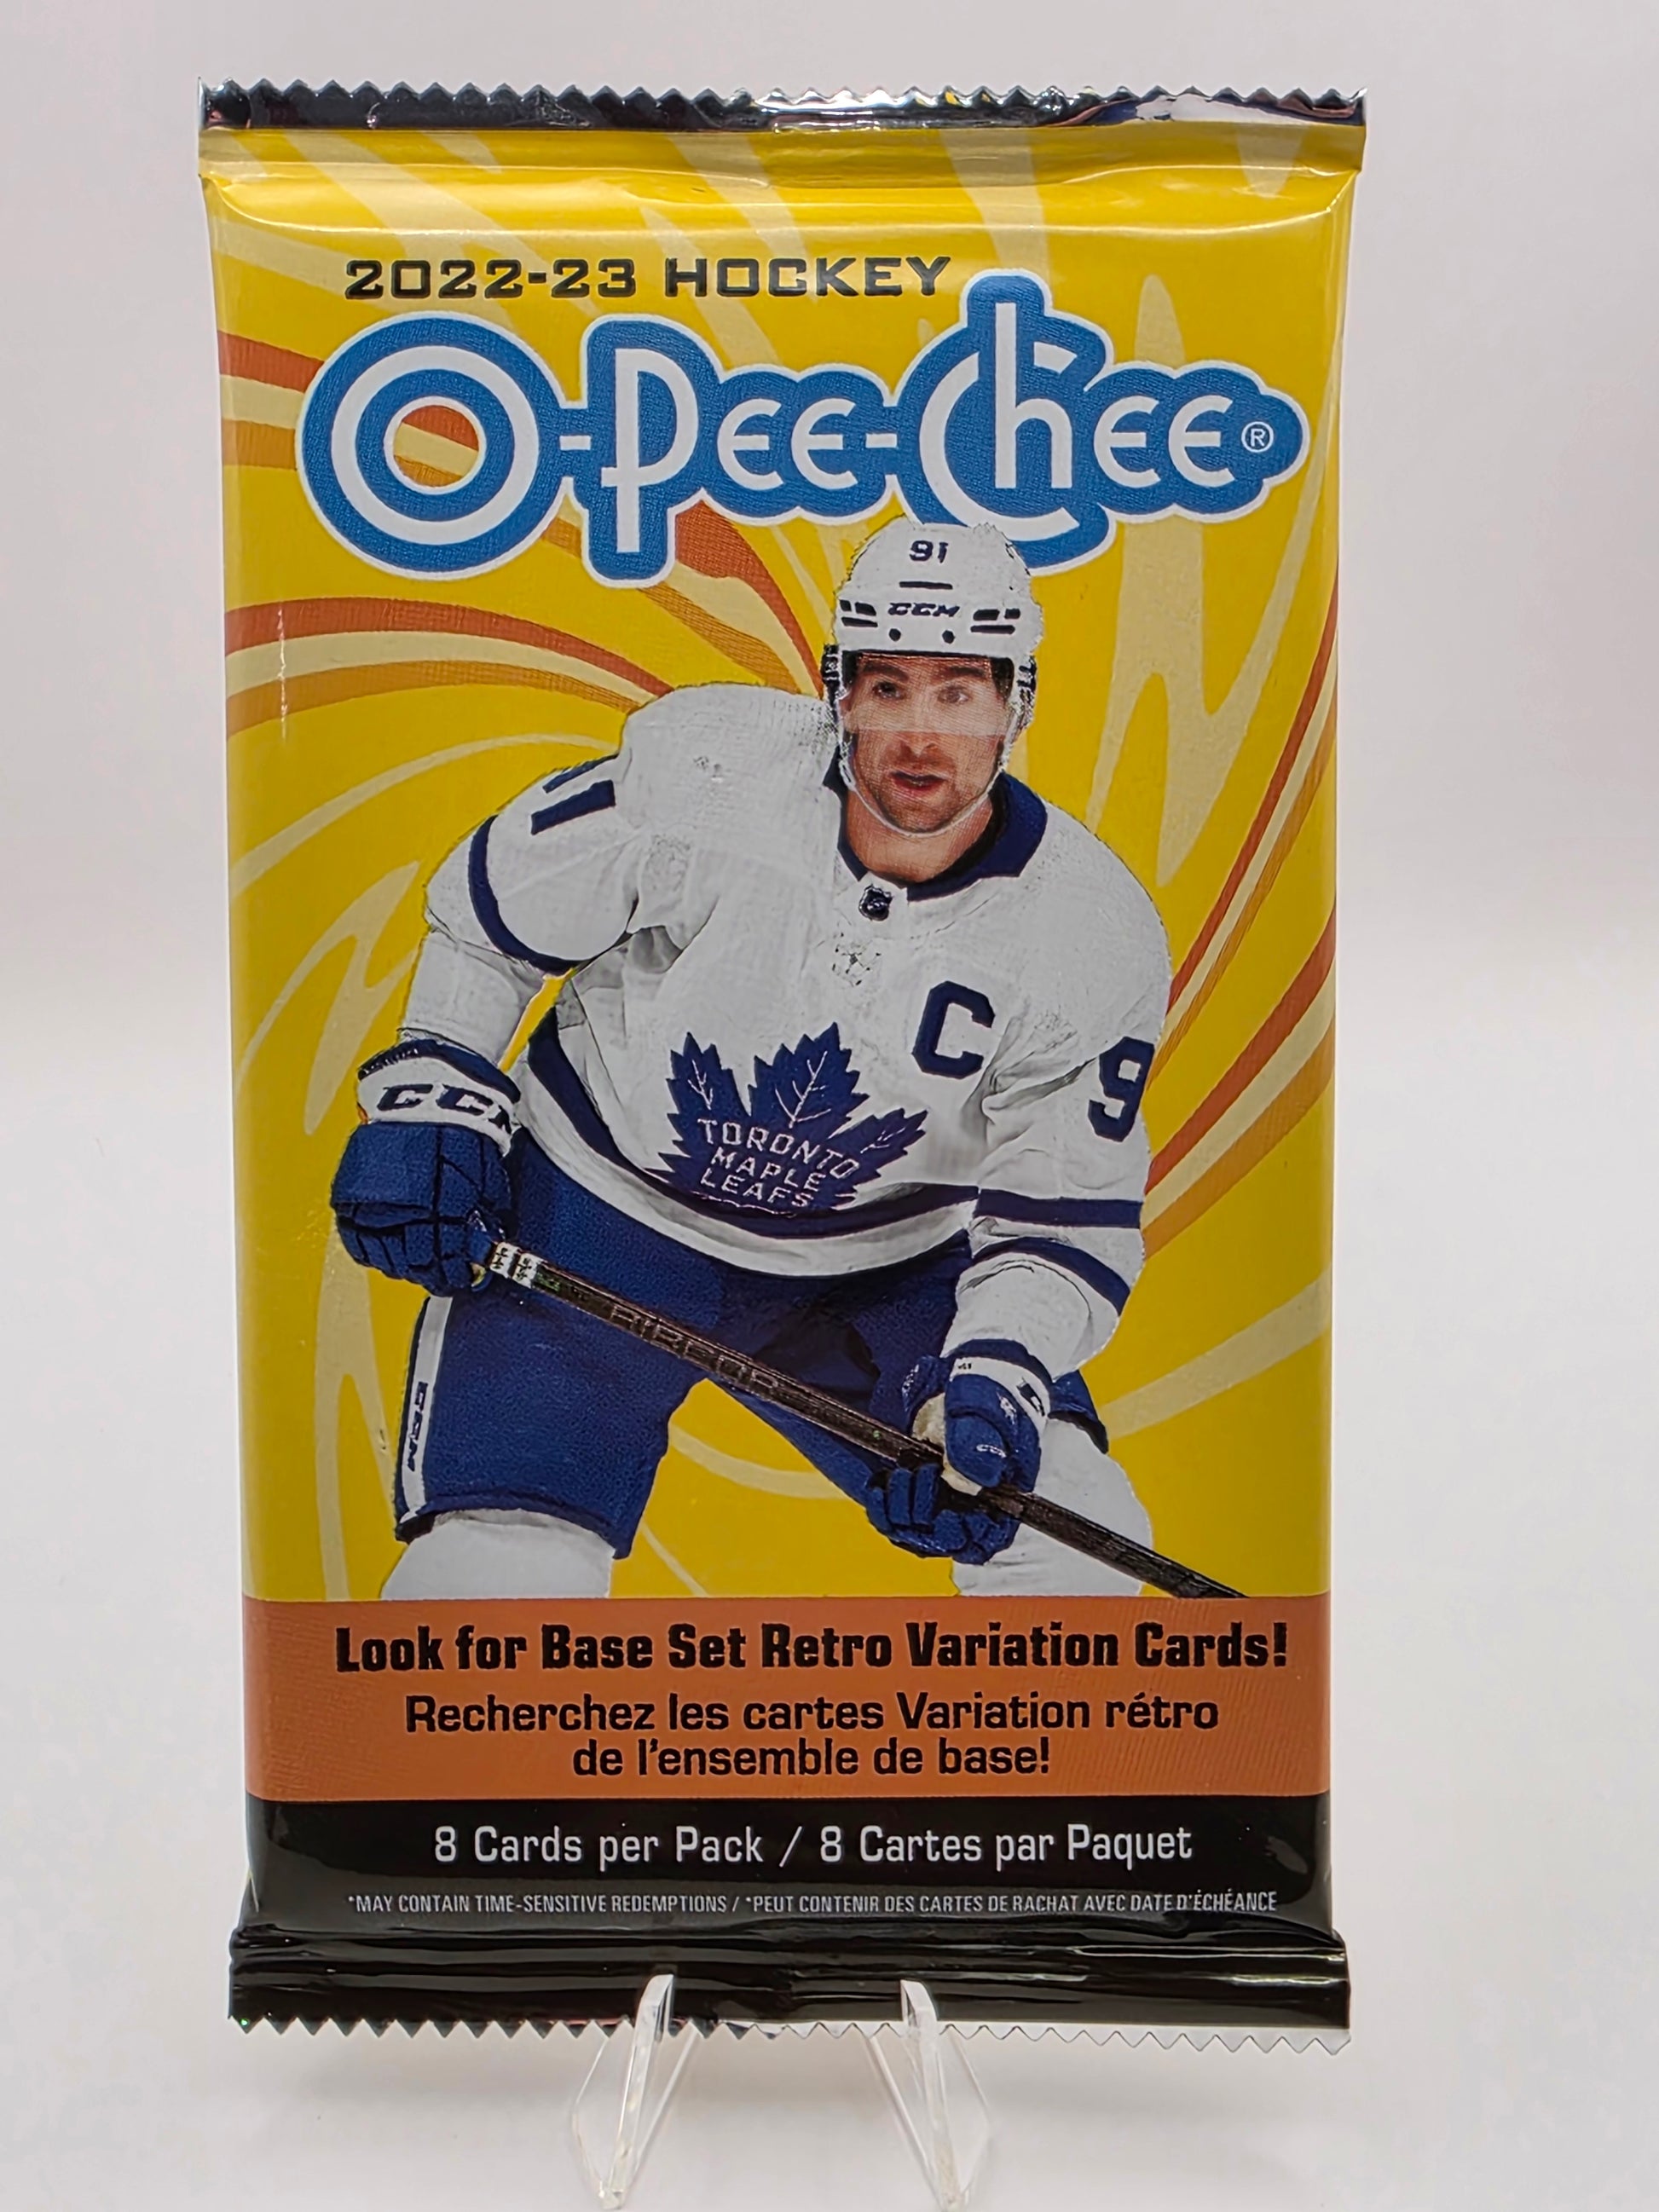 2022-23 HOCKEY
O-PEE-CHEE®
91
CCM
1
C
9
TORONTO
MAPLE
LEAFS
CCM
CCM
Look for Base Set Retro Variation Cards!
Recherchez les cartes Variation rétro
de l'ensemble de base!
8 Cards per Pack / 8 Cartes par Paquet
*MAY CONTAIN TIME-SENSITIVE REDEMPTIONS / *PEUT CONTENIR DES CARTES DE RACHAT AVEC DATE D'ÉCHÉANCE